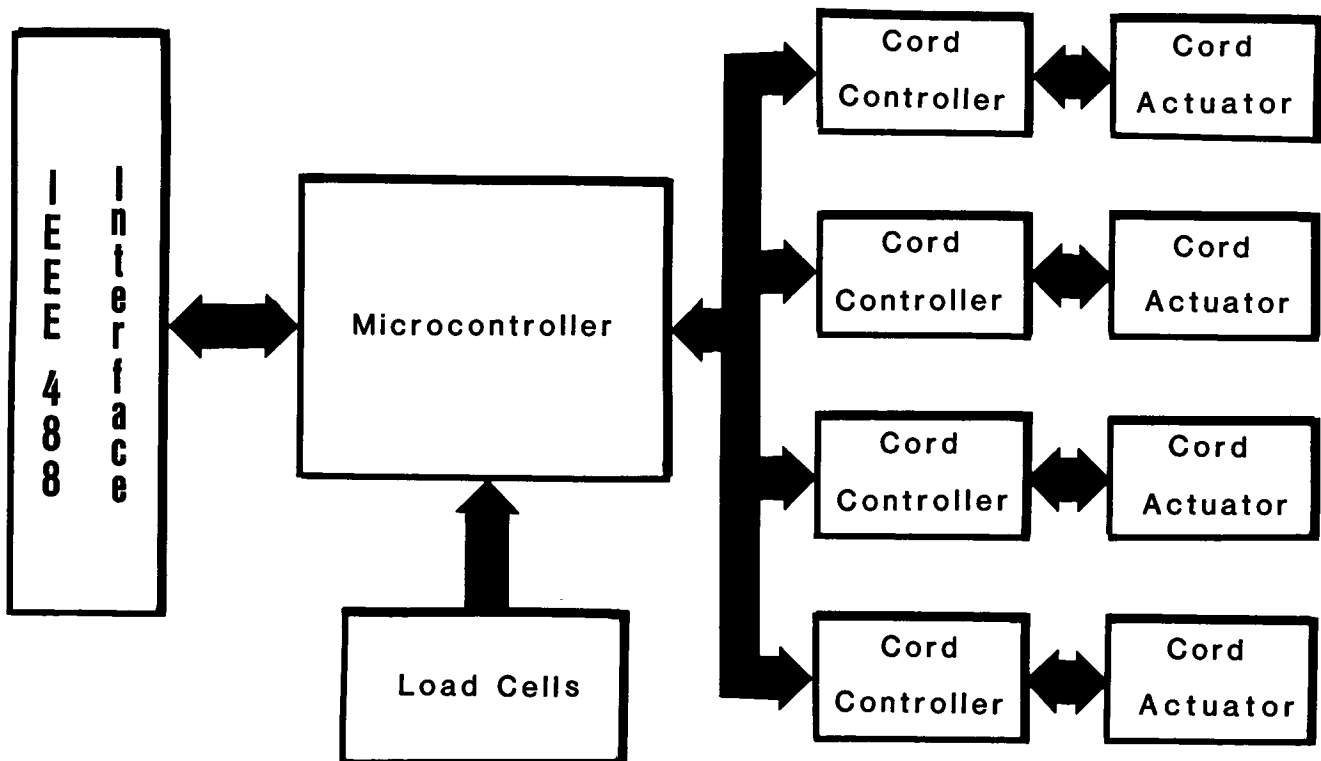 IEEE 488
Interface
Microcontroller
Load Cells
Cord
Controller
Cord
Actuator
Cord
Controller
Cord
Actuator
Cord
Controller
Cord
Actuator
Cord
Controller
Cord
Actuator